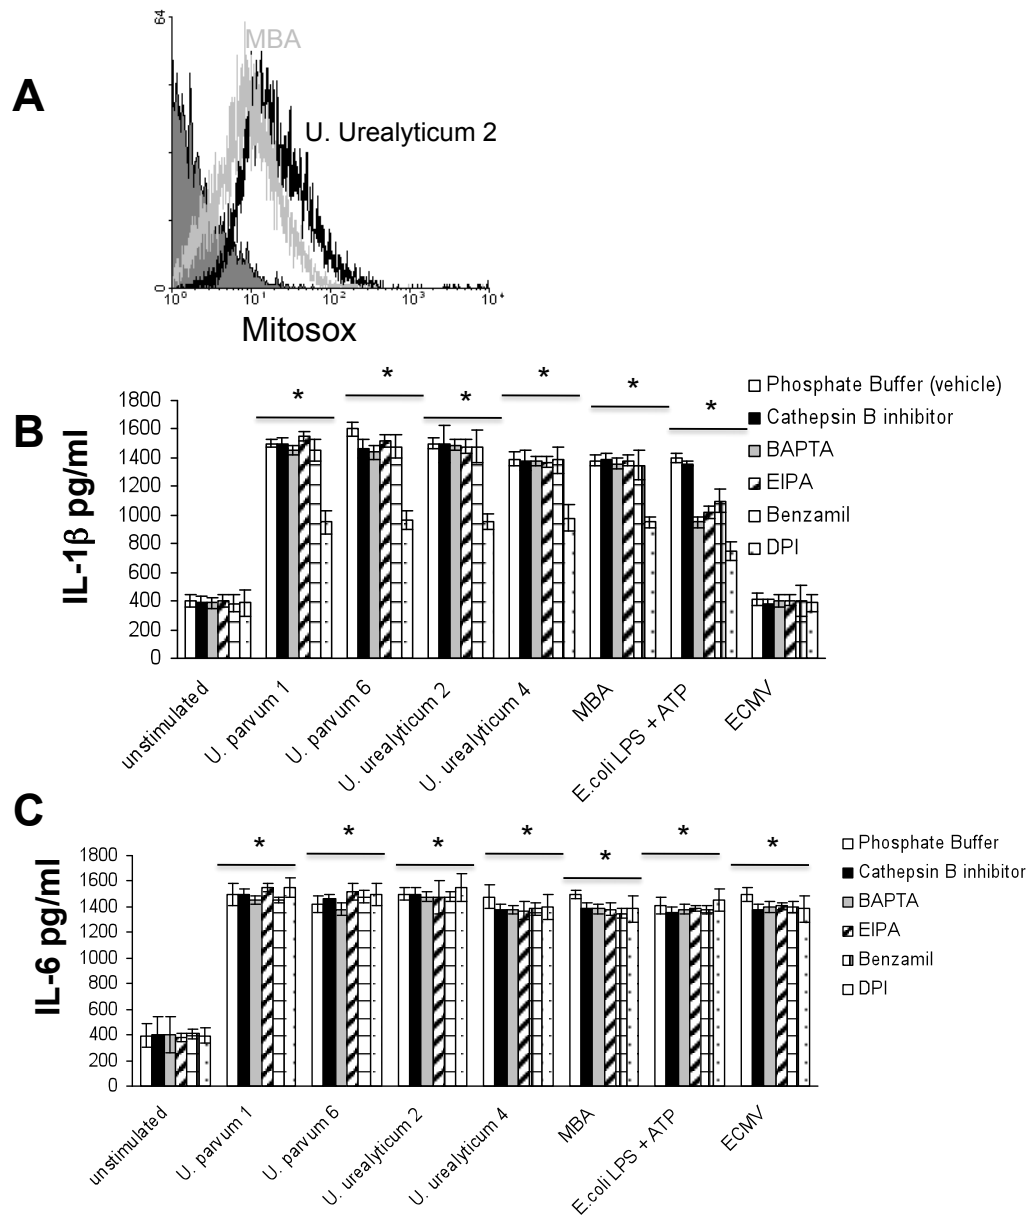 A
64
MBA
U. Urealyticum 2
0
10⁰ 10¹ 10² 10³ 10⁴
Mitosox
B
IL-1β pg/ml
1800
1600
1400
1200
1000
800
600
400
200
0
* * * * * *
Phosphate Buffer (vehicle)
Cathepsin B inhibitor
BAPTA
EIPA
Benzamil
DPI
unstimulated
U. parvum 1
U. parvum 6
U. urealyticum 2
U. urealyticum 4
MBA
E.coli LPS + ATP
ECMV
C
IL-6 pg/ml
1800
1600
1400
1200
1000
800
600
400
200
0
* * * * * * *
Phosphate Buffer
Cathepsin B inhibitor
BAPTA
EIPA
Benzamil
DPI
unstimulated
U. parvum 1
U. parvum 6
U. urealyticum 2
U. urealyticum 4
MBA
E.coli LPS + ATP
ECMV